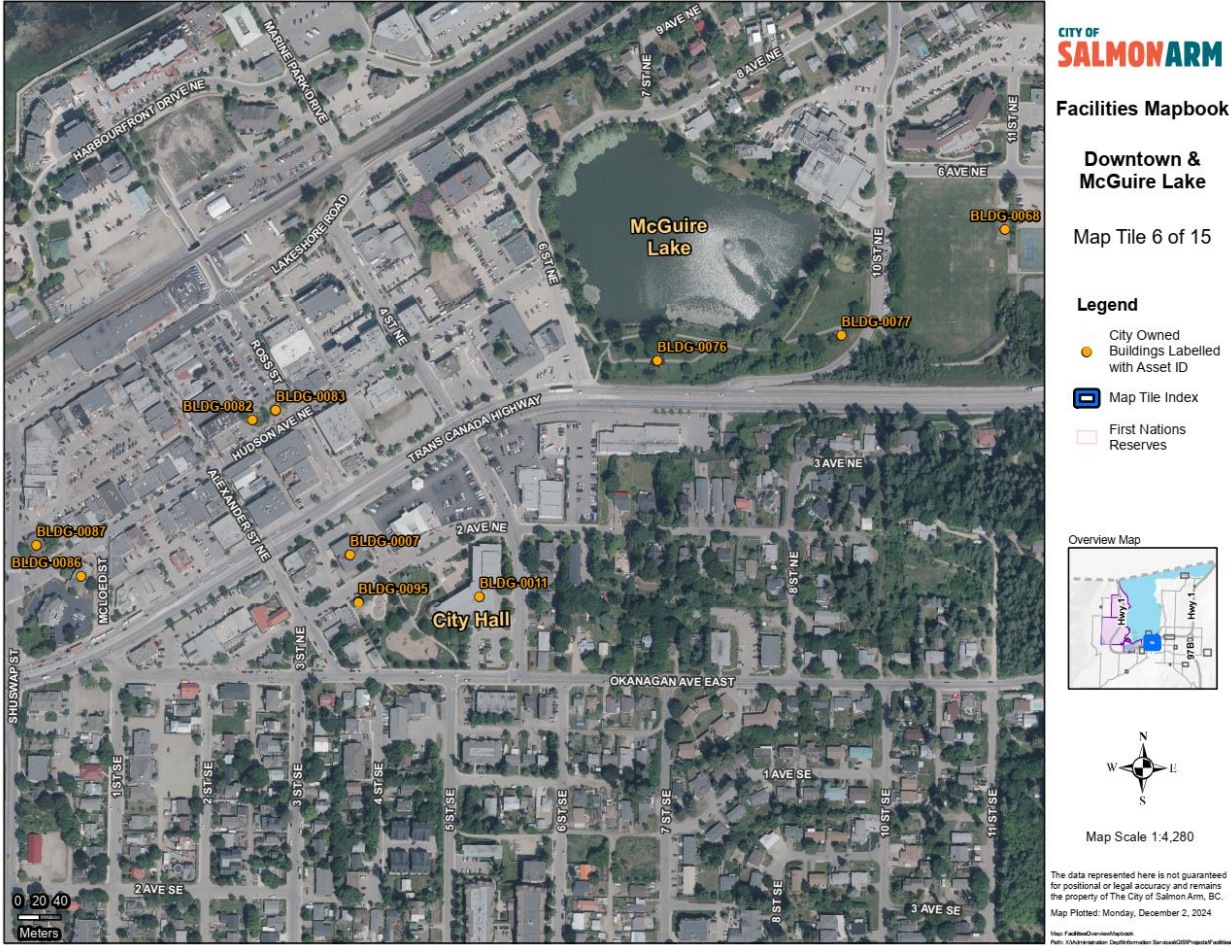 9 AVE NE
MARINE PARK DRIVE
7 ST NE
8 AVE NE
HARBOURFRONT DRIVE NE
11 ST NE
6 AVE NE
LAKESHORE ROAD
McGuire
Lake
BLDG-0068
6 ST NE
10 ST NE
4 ST NE
BLDG-0077
BLDG-0076
ROSS ST
BLDG-0083
BLDG-0082
HUDSON AVE NE
TRANS CANADA HIGHWAY
3 AVE NE
ALEXANDER ST NE
2 AVE NE
BLDG-0087
BLDG-0007
BLDG-0086
MCLOED ST
BLDG-0095
BLDG-0011
8 ST NE
City Hall
3 ST NE
SHUSWAP ST
OKANAGAN AVE EAST
1 ST SE
2 ST SE
3 ST SE
4 ST SE
5 ST SE
6 ST SE
7 ST SE
1 AVE SE
10 ST SE
11 ST SE
2 AVE SE
8 ST SE
3 AVE SE
0 20 40
Meters
CITY OF
SALMONARM
Facilities Mapbook
Downtown &
McGuire Lake
Map Tile 6 of 15
Legend
City Owned
Buildings Labelled
with Asset ID
Map Tile Index
First Nations
Reserves
Overview Map
Hwy. 1
Hwy. 1
97B
N
W E
S
Map Scale 1:4,280
The data represented here is not guaranteed
for positional or legal accuracy and remains
the property of The City of Salmon Arm, BC.
Map Plotted: Monday, December 2, 2024
Map: FacilitiesOverviewMapbook